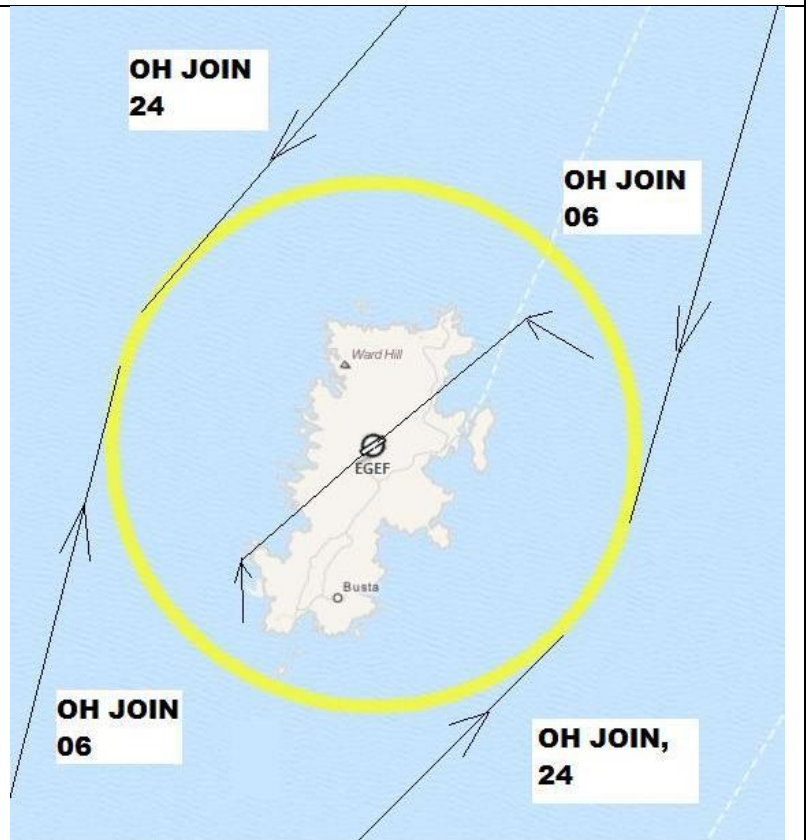 OH JOIN
24
OH JOIN
06
Ward Hill
EGEF
Busta
OH JOIN
06
OH JOIN,
24